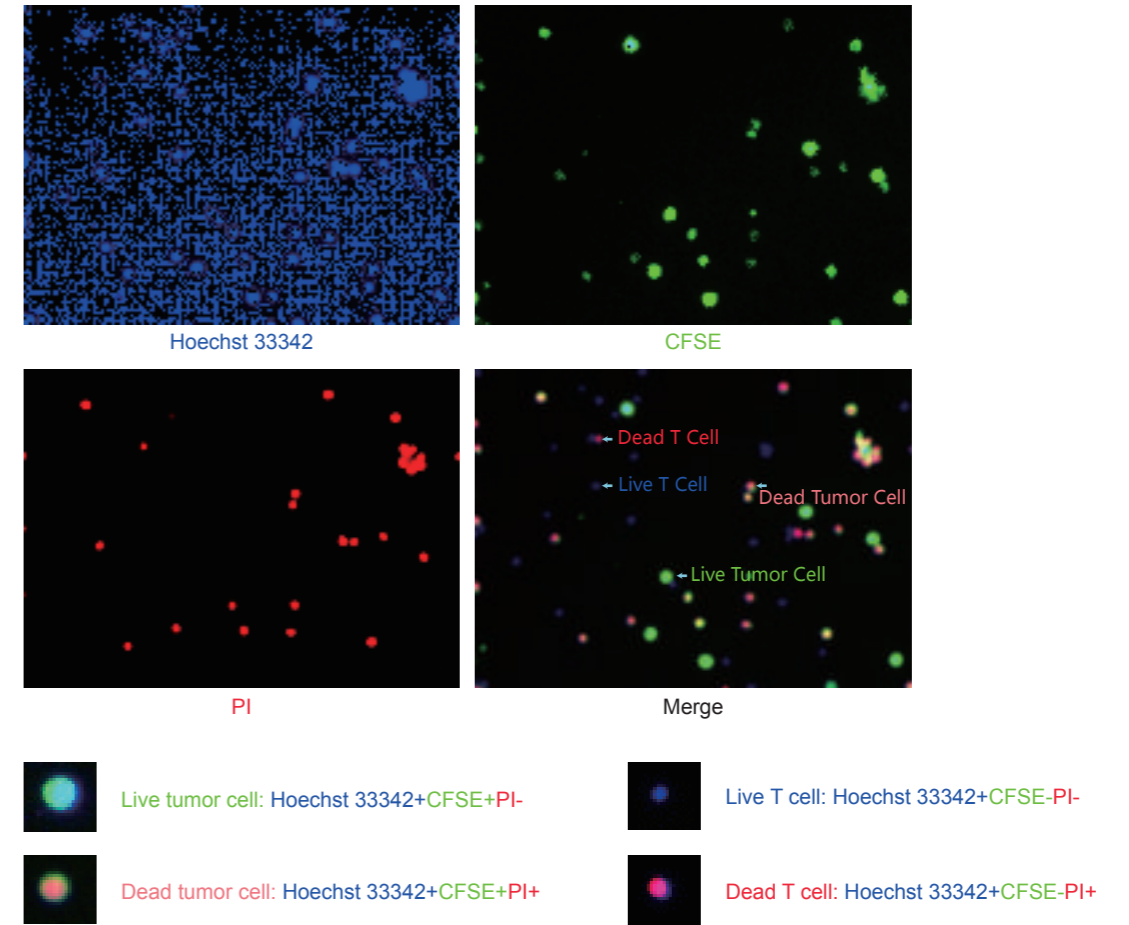 Hoechst 33342
CFSE
Dead T Cell
Live T Cell
Dead Tumor Cell
Live Tumor Cell
PI
Merge
Live tumor cell: Hoechst 33342+CFSE+PI-
Live T cell: Hoechst 33342+CFSE-PI-
Dead tumor cell: Hoechst 33342+CFSE+PI+
Dead T cell: Hoechst 33342+CFSE-PI+